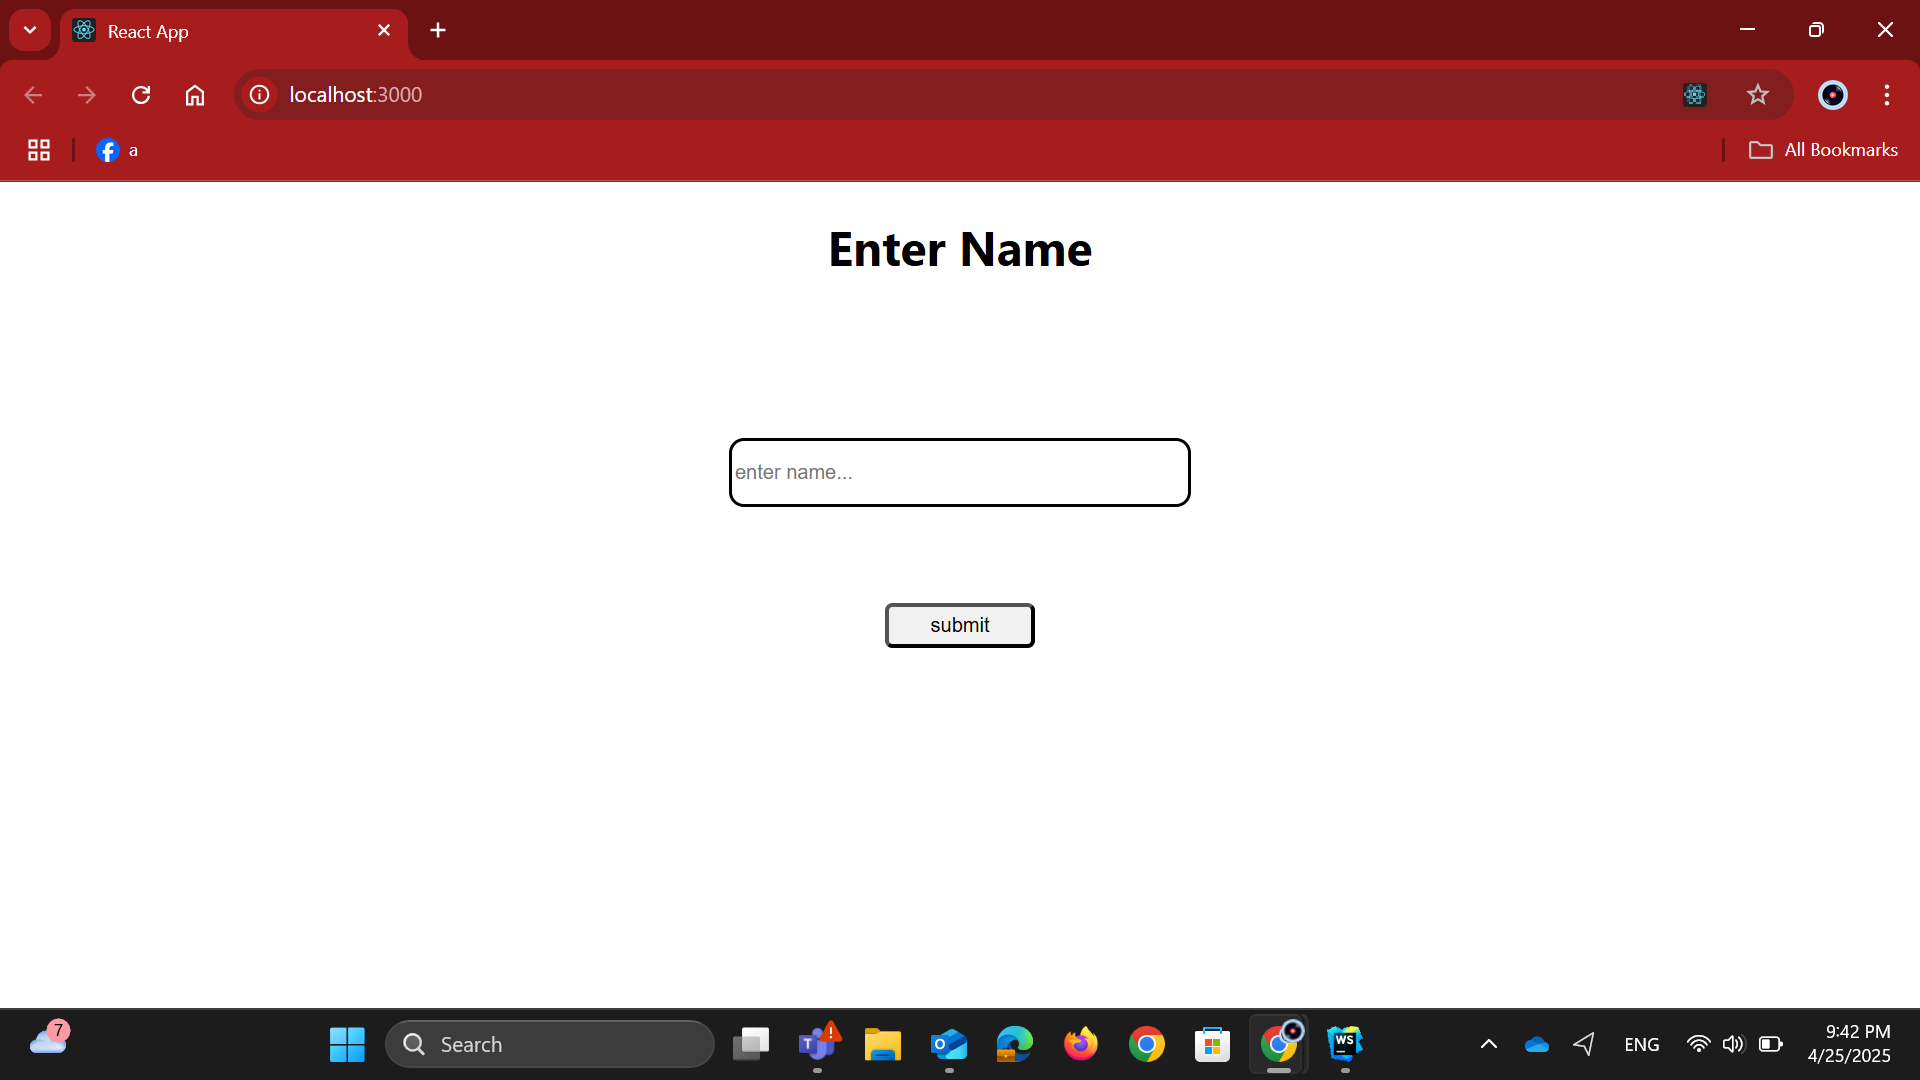 React App
localhost:3000
a
All Bookmarks
Enter Name
enter name...
submit
7
Search
T
!
O
WS
ENG
9:42 PM
4/25/2025